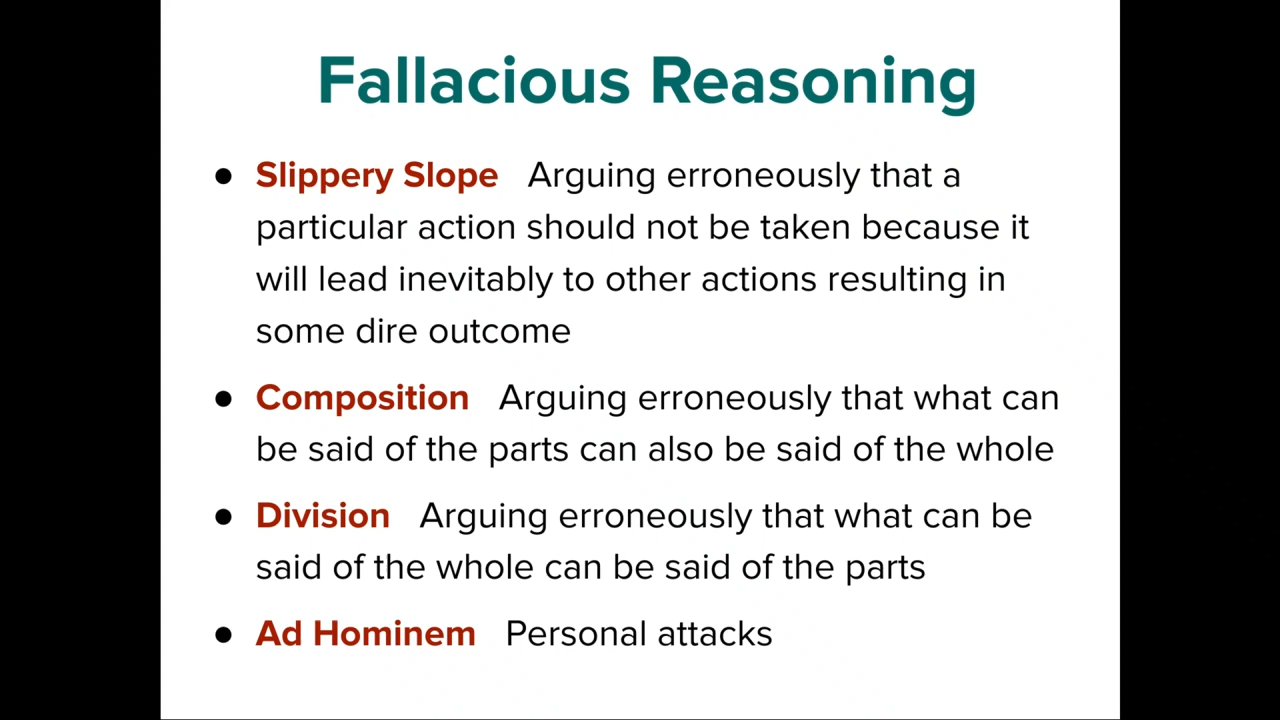 Fallacious Reasoning
● Slippery Slope Arguing erroneously that a
particular action should not be taken because it
will lead inevitably to other actions resulting in
some dire outcome
● Composition Arguing erroneously that what can
be said of the parts can also be said of the whole
● Division Arguing erroneously that what can be
said of the whole can be said of the parts
● Ad Hominem Personal attacks